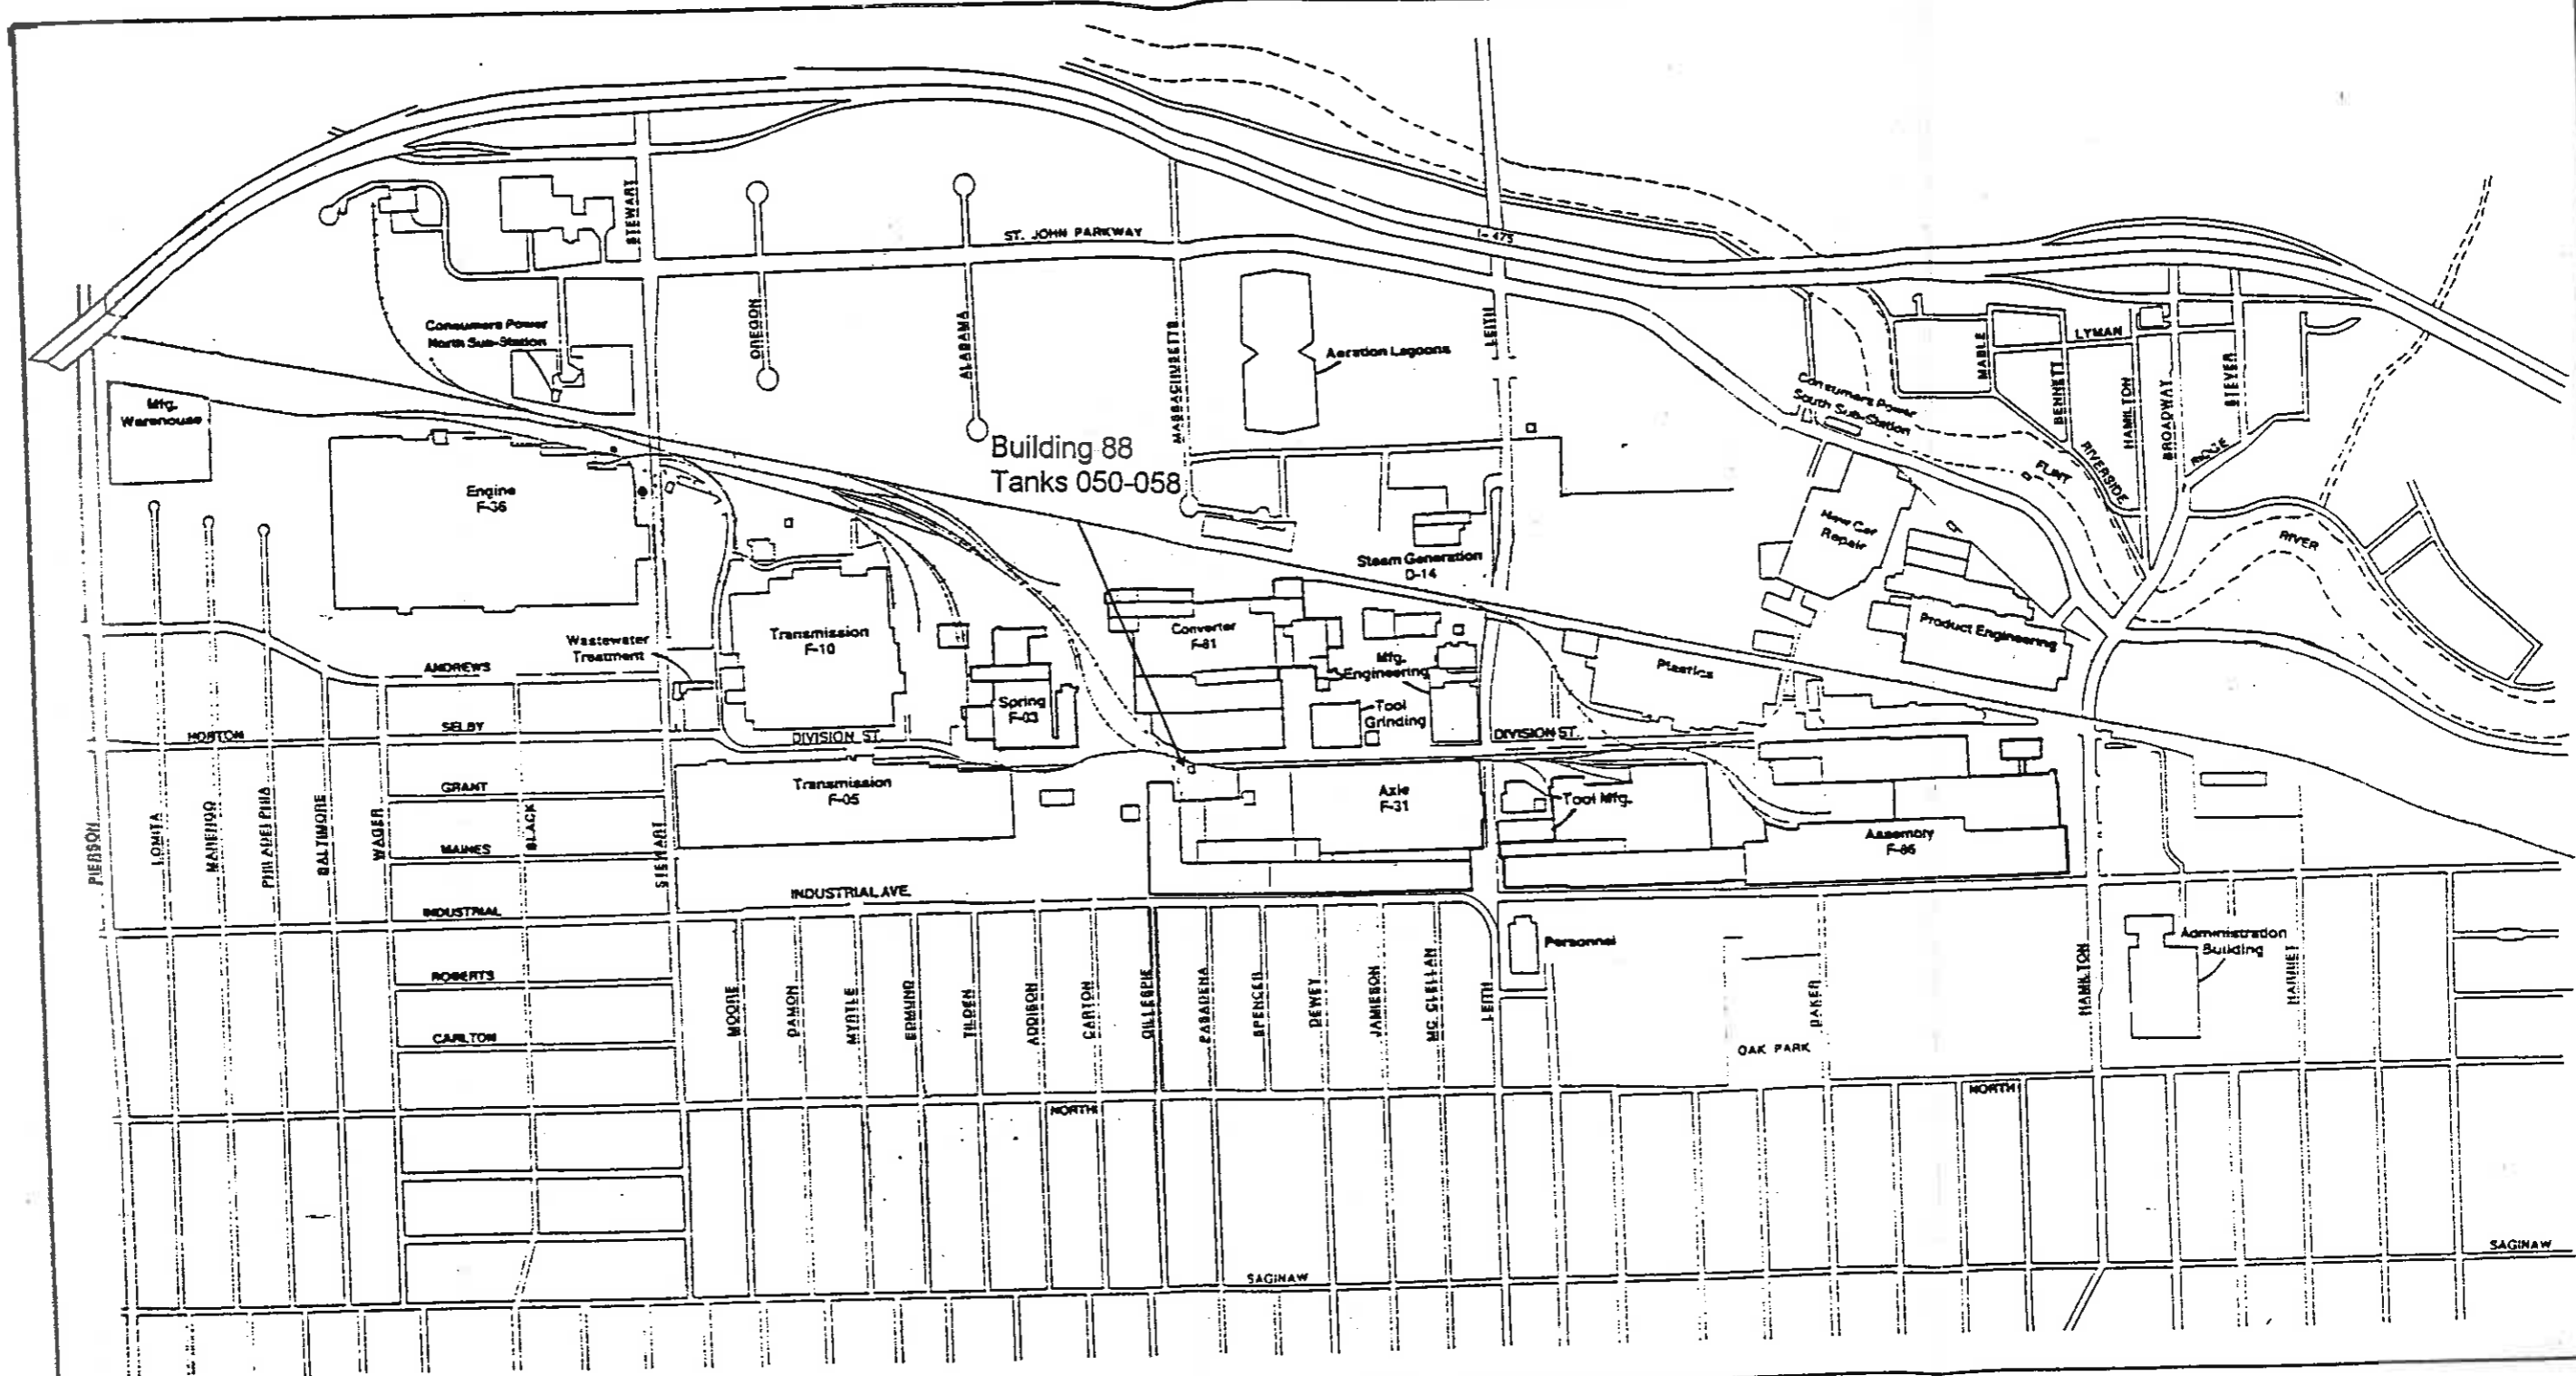 STEWART
ST. JOHN PARKWAY
I-475
Consumers Power
North Sub-Station
OREGON
ALABAMA
MASSACHUSETTS
Aeration Lagoons
LEITH
MABLE
LYMAN
BENNETT
HAMILTON
BROADWAY
STEVER
RIDGE
RIVERSIDE
Consumers Power
South Sub-Station
FLINT
RIVER
Mfg.
Warehouse
Building 88
Tanks 050-058
Engine
F-36
New Car
Repair
Steam Generation
D-14
Wastewater
Treatment
Transmission
F-10
Converter
F-81
Mfg.
Engineering
Product Engineering
Plastics
ANDREWS
Spring
F-03
Tool
Grinding
SELBY
HORTON
DIVISION ST.
DIVISION ST.
Transmission
F-05
Axle
F-31
Tool Mfg.
GRANT
Assembly
F-86
PIERSON
LOMITA
MARENGO
PHILADELPHIA
BALTIMORE
WAGER
BLACK
STEWART
MAINES
INDUSTRIAL
INDUSTRIAL AVE.
Personnel
Administration
Building
ROBERTS
MOORE
DAMON
MYRTLE
EDMUND
TILDEN
ADDISON
CARTON
GILLESPIE
PASADENA
SPENCER
DEWEY
JAMIESON
MC CLELLAN
LEITH
BAKER
HAMILTON
HARRIET
CARLTON
OAK PARK
NORTH
NORTH
SAGINAW
SAGINAW